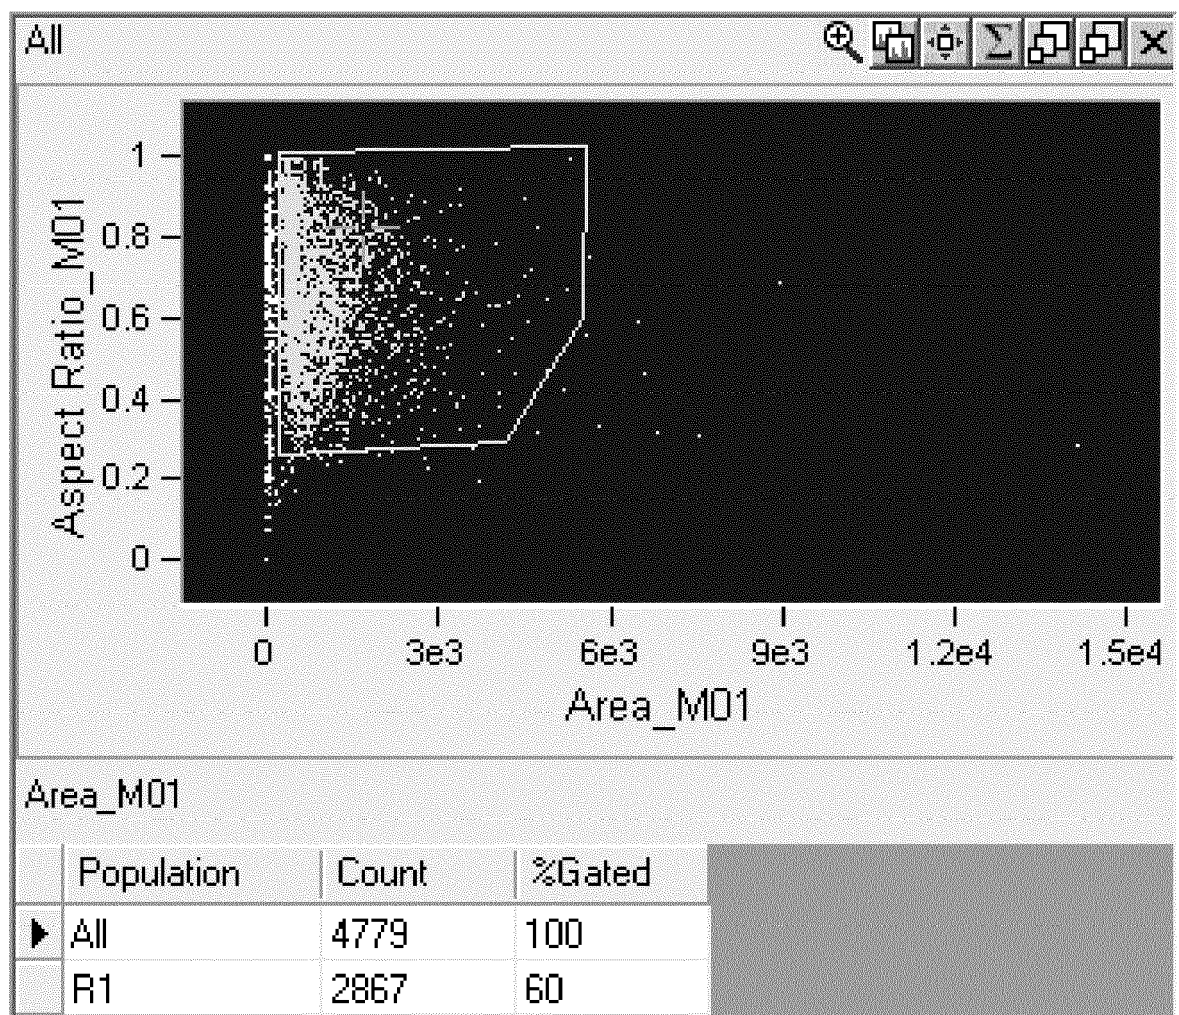 All
Aspect Ratio_M01
1
0.8
0.6
0.4
0.2
0
0 3e3 6e3 9e3 1.2e4 1.5e4
Area_M01
Area_M01
Population Count %Gated
All 4779 100
R1 2867 60